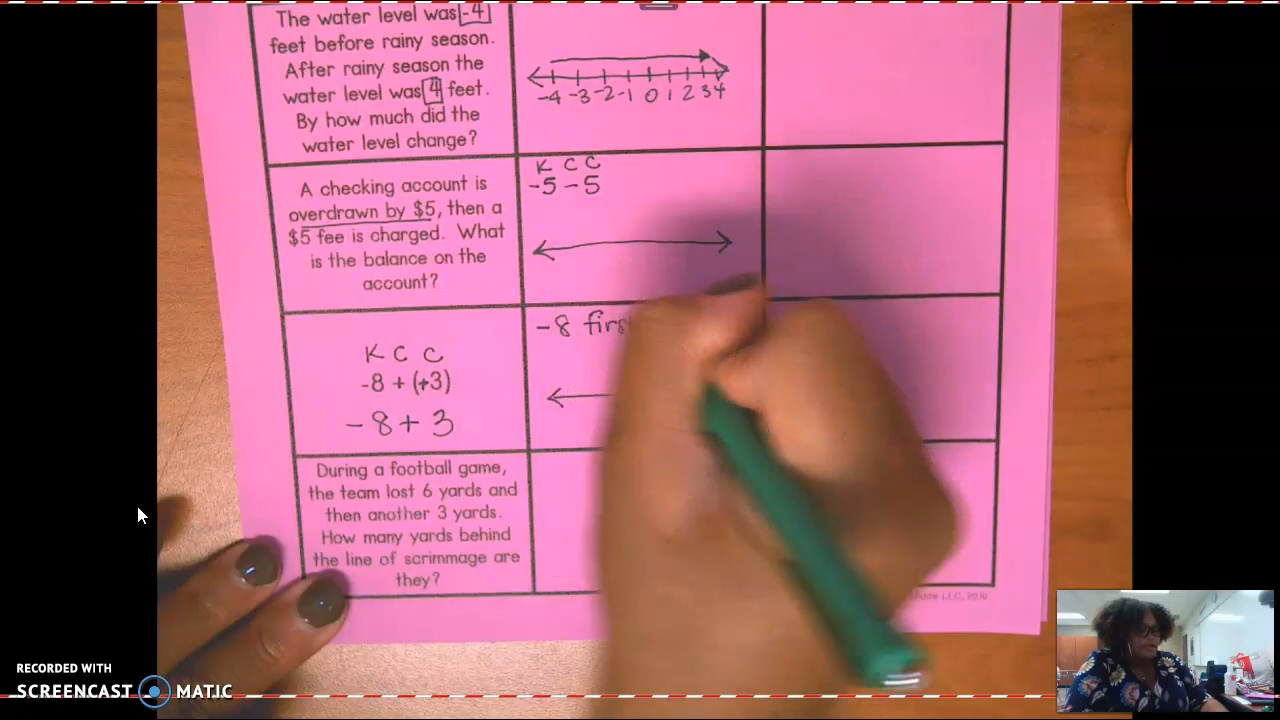 The water level was -4
feet before rainy season.
After rainy season the
water level was 4 feet.
By how much did the
water level change?
-4 -3 -2 -1 0 1 2 3 4
A checking account is
overdrawn by $5, then a
$5 fee is charged. What
is the balance on the
account?
K C C
-5 - 5
K C C
-8 + (+3)
-8 + 3
-8 first
During a football game,
the team lost 6 yards and
then another 3 yards.
How many yards behind
the line of scrimmage are
they?
LLC, 2016
RECORDED WITH
SCREENCAST MATIC